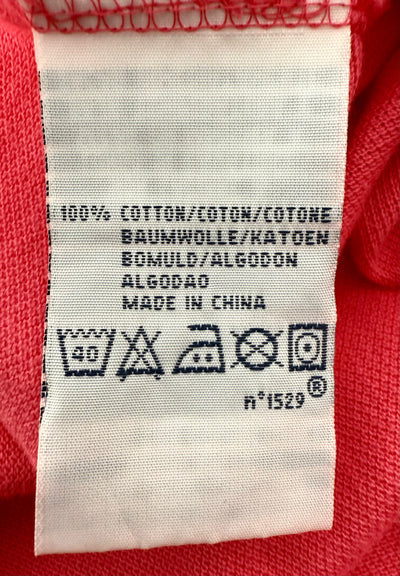 100% COTTON/COTON/COTONE
BAUMWOLLE/KATOEN
BOMULD/ALGODON
ALGODAO
MADE IN CHINA
40
n°1529 ®